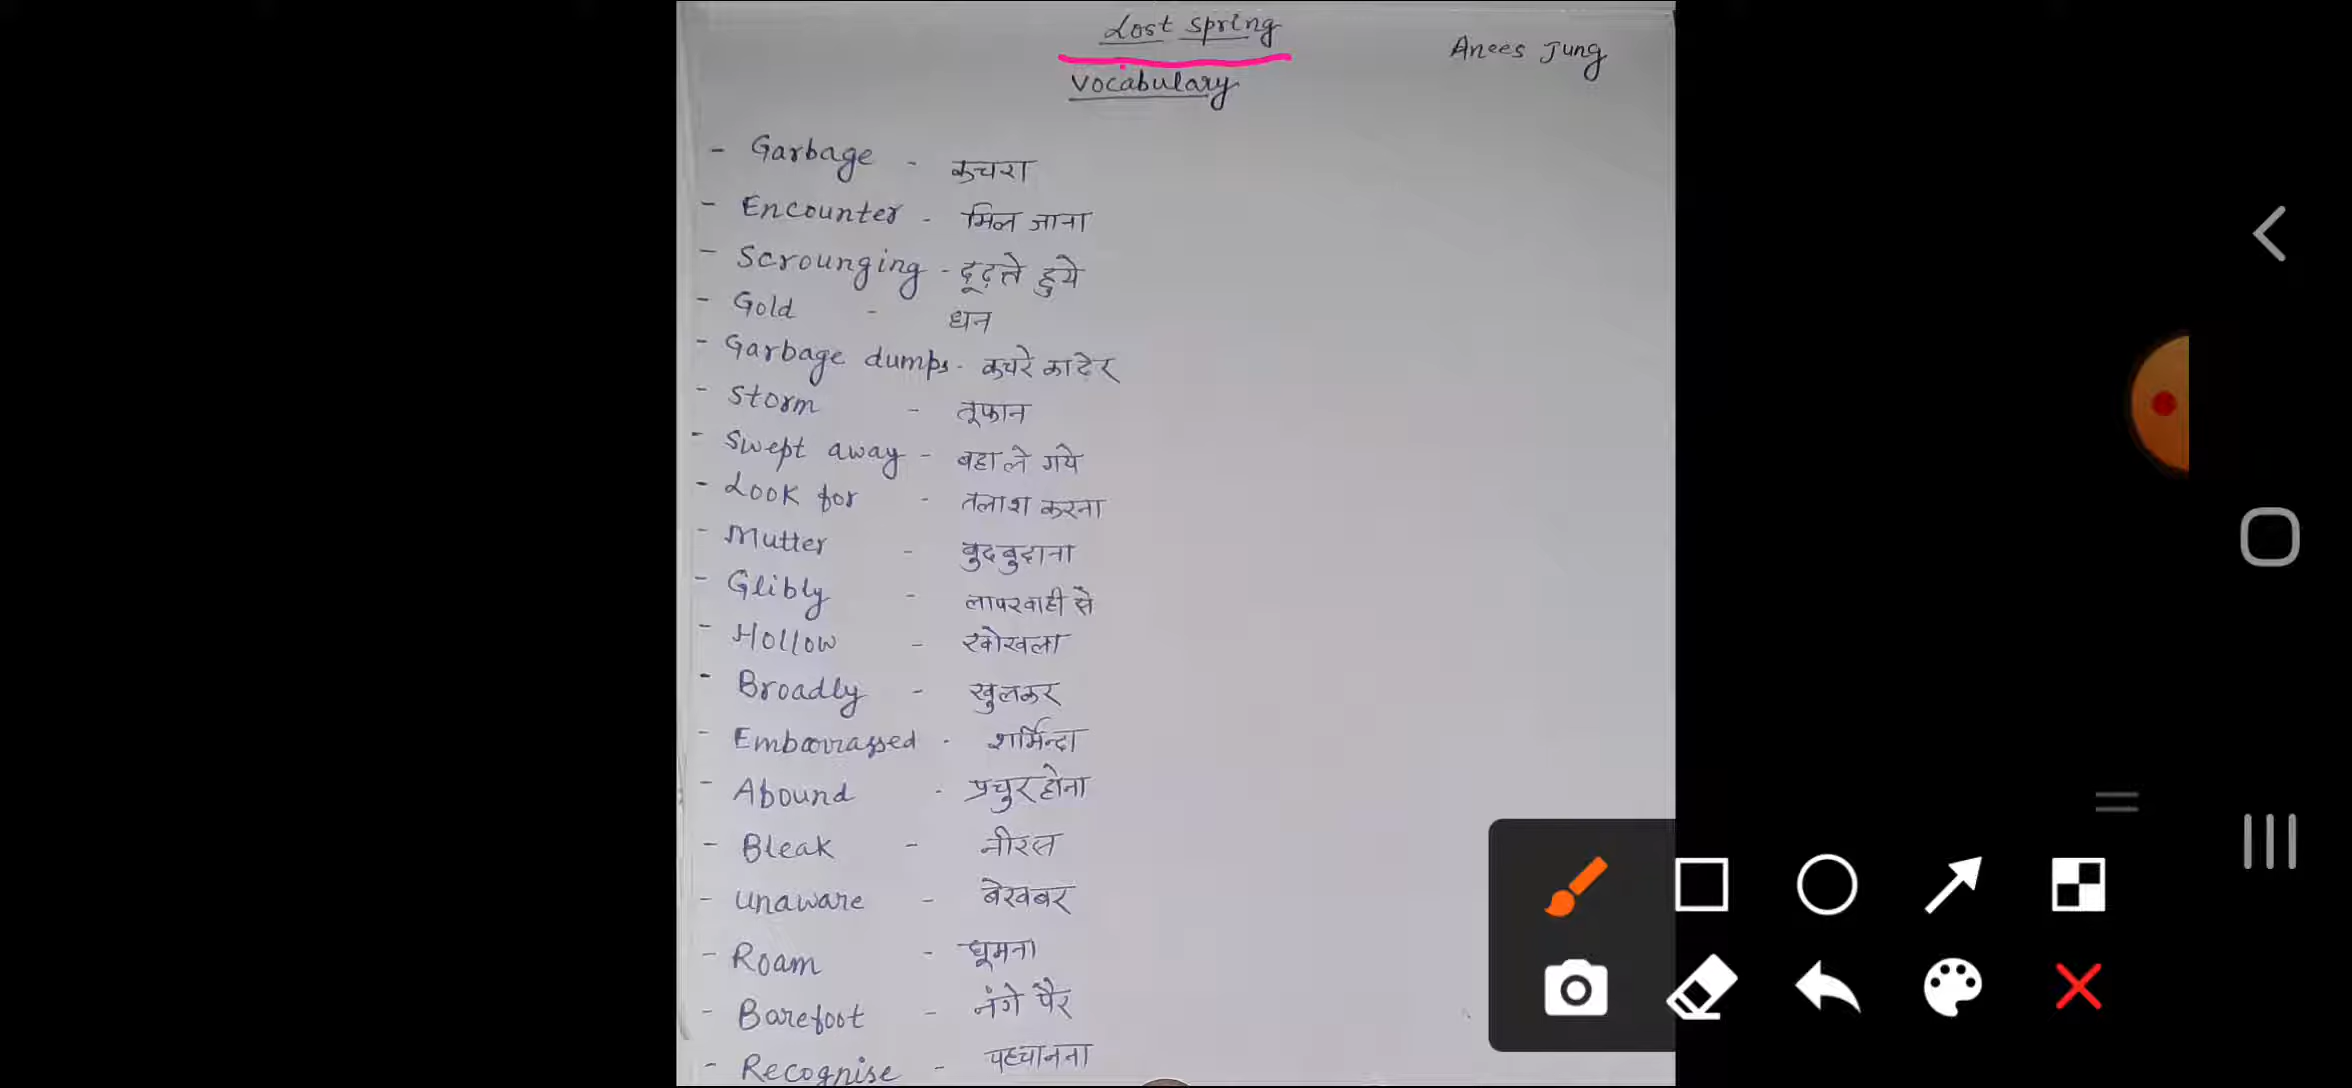 Lost Spring
Anees Jung
Vocabulary
- Garbage - कचरा
- Encounter - मिल जाना
- Scrounging - ढूढ़ते हुये
- Gold - धन
- Garbage dumps - कचरे का ढेर
- Storm - तूफान
- Swept away - बहा ले गये
- Look for - तलाश करना
- Mutter - बुदबुदाना
- Glibly - लापरवाही से
- Hollow - खोखला
- Broadly - खुलकर
- Embarrassed - शर्मिन्दा
- Abound - प्रचुर होना
- Bleak - नीरस
- Unaware - बेखबर
- Roam - घूमना
- Barefoot - नंगे पैर
- Recognise - पहचानना